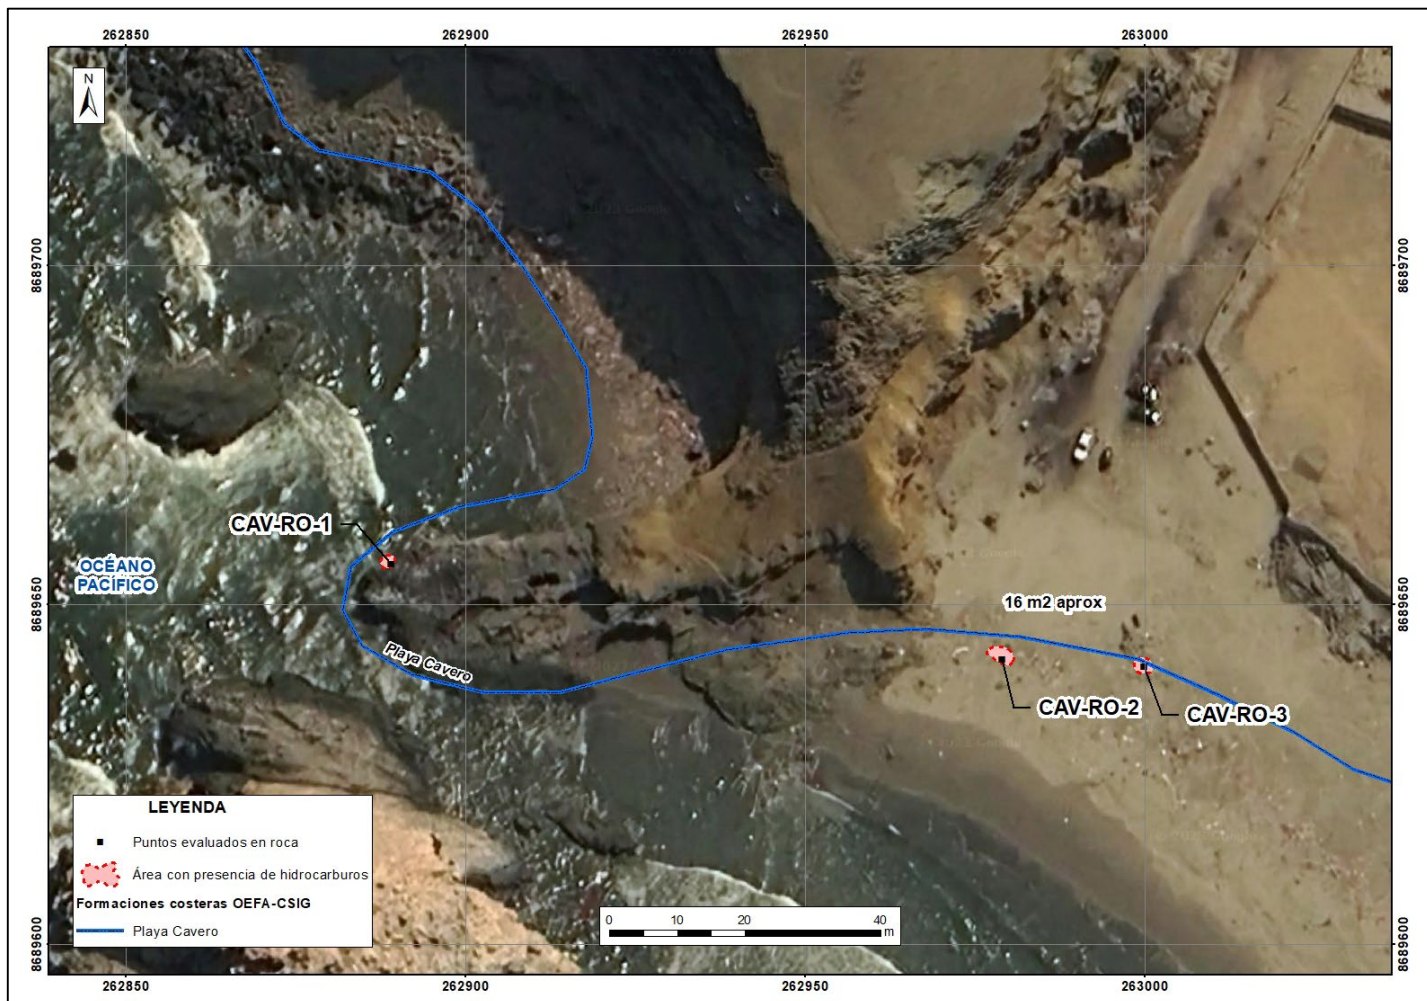 262850
262900
262950
263000
N
8689700
8689700
CAV-RO-1
OCÉANO
PACÍFICO
8689650
8689650
16 m2 aprox
Playa Cavero
CAV-RO-2
CAV-RO-3
LEYENDA
Puntos evaluados en roca
Área con presencia de hidrocarburos
Formaciones costeras OEFA-CSIG
Playa Cavero
0 10 20 40
m
8689600
8689600
262850
262900
262950
263000